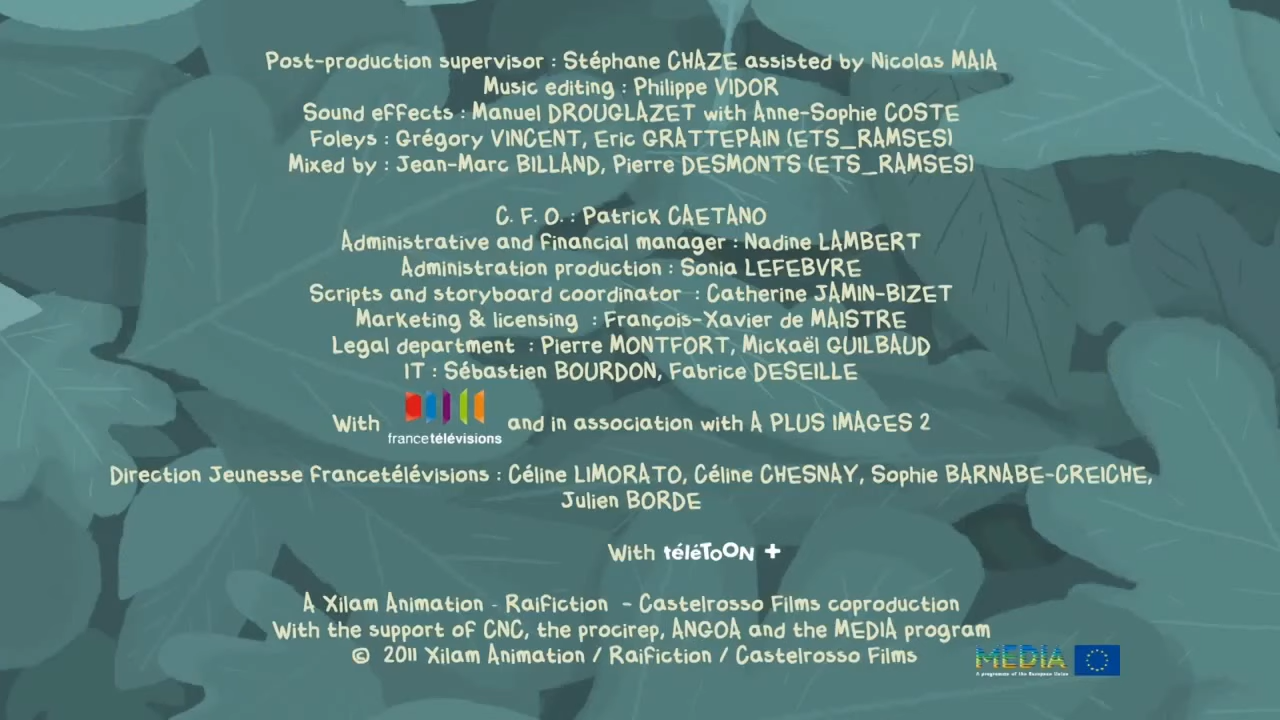 Post-production supervisor : Stéphane CHAZE assisted by Nicolas MAIA
Music editing : Philippe VIDOR
Sound effects : Manuel DROUGLAZET with Anne-Sophie COSTE
Foleys : Grégory VINCENT, Eric GRATTEPAIN (ETS_RAMSES)
Mixed by : Jean-Marc BILLAND, Pierre DESMONTS (ETS_RAMSES)
C. F. O. : Patrick CAETANO
Administrative and financial manager : Nadine LAMBERT
Administration production : Sonia LEFEBVRE
Scripts and storyboard coordinator : Catherine JAMIN-BIZET
Marketing & licensing : François-Xavier de MAISTRE
Legal department : Pierre MONTFORT, Mickaël GUILBAUD
IT : Sébastien BOURDON, Fabrice DESEILLE
With francetélévisions and in association with A PLUS IMAGES 2
Direction Jeunesse francetélévisions : Céline LIMORATO, Céline CHESNAY, Sophie BARNABE-CREICHE,
Julien BORDE
With téléTOON +
A Xilam Animation - Raifiction - Castelrosso Films coproduction
With the support of CNC, the procirep, ANGOA and the MEDIA program
© 2011 Xilam Animation / Raifiction / Castelrosso Films
MEDIA
A programme of the European Union